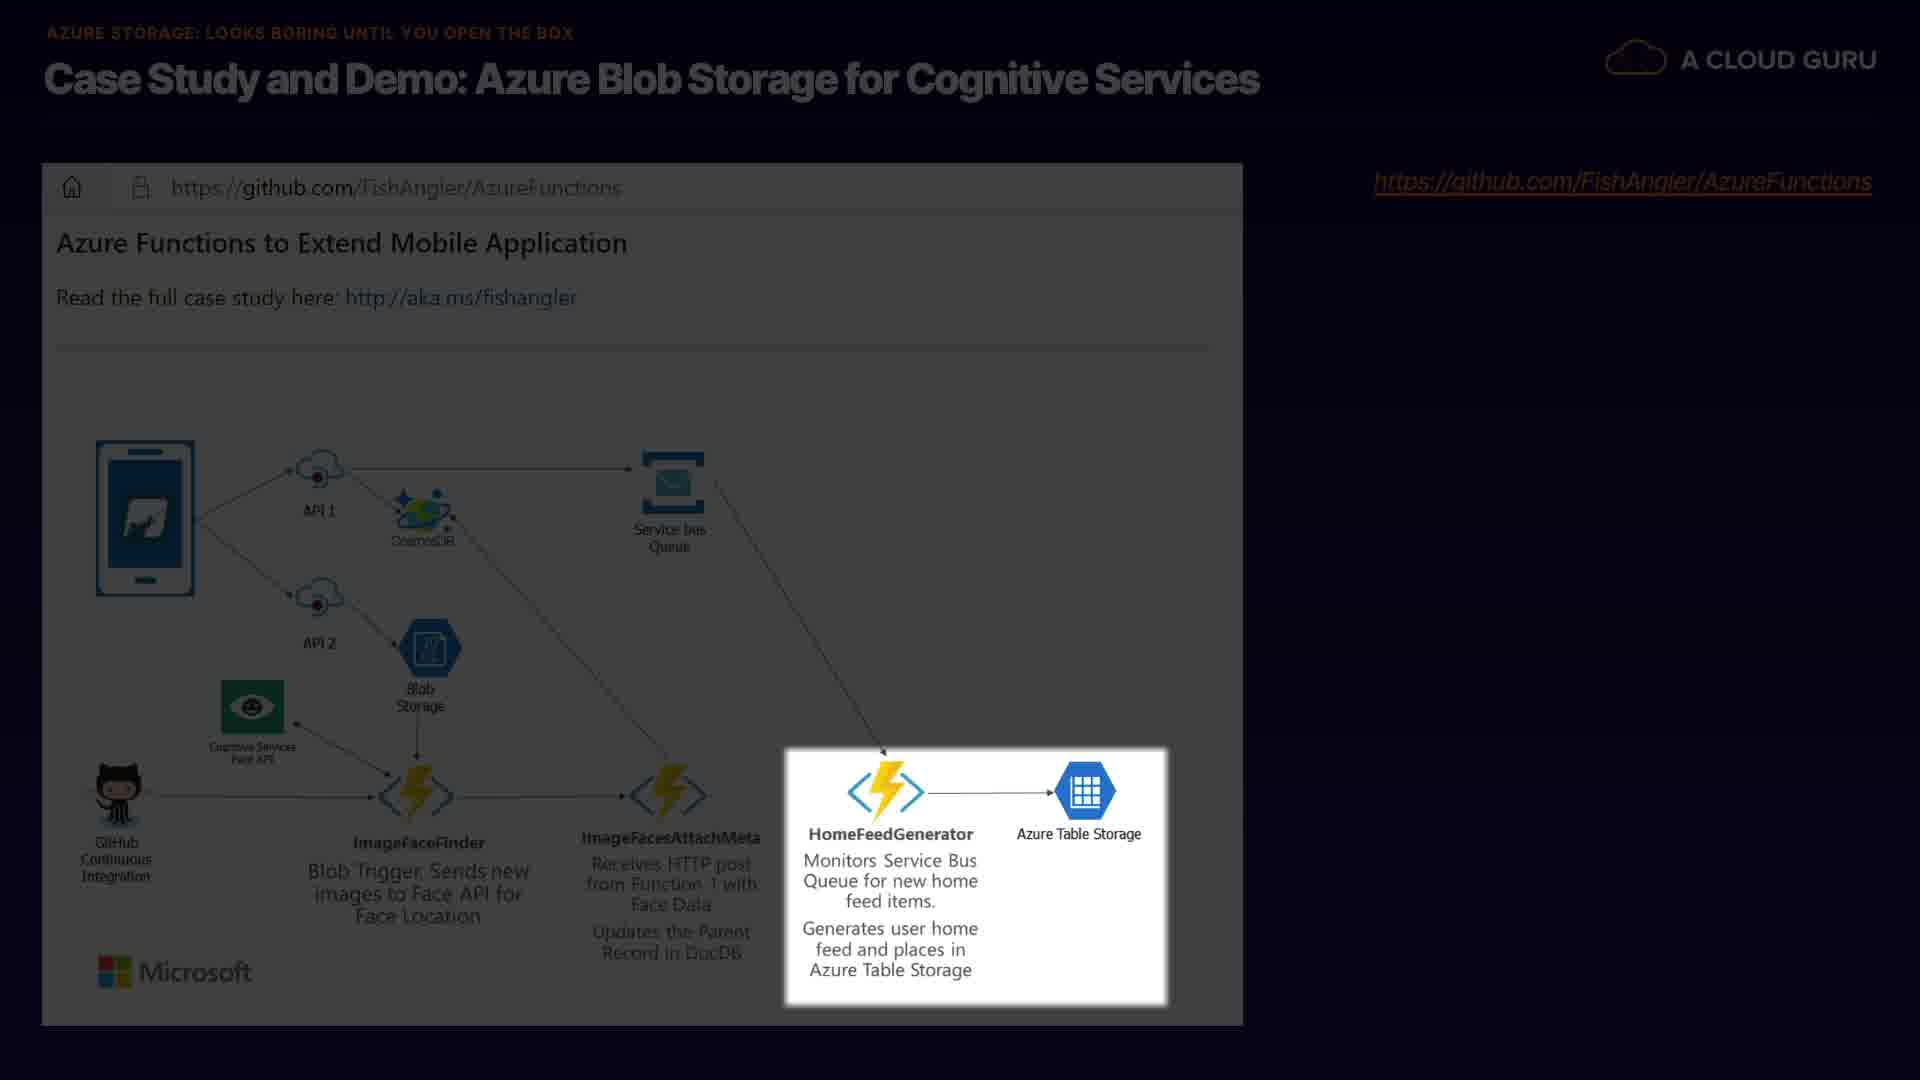 AZURE STORAGE: LOOKS BORING UNTIL YOU OPEN THE BOX
Case Study and Demo: Azure Blob Storage for Cognitive Services
A CLOUD GURU
https://github.com/FishAngler/AzureFunctions
https://github.com/FishAngler/AzureFunctions
Azure Functions to Extend Mobile Application
Read the full case study here: http://aka.ms/fishangler
API 1
CosmosDB
Service bus
Queue
API 2
Blob
Storage
Cognitive Services
Face API
GitHub
Continuous
Integration
ImageFaceFinder
Blob Trigger, Sends new
images to Face API for
Face Location
ImageFacesAttachMeta
Receives HTTP post
from Function 1 with
Face Data
Updates the Parent
Record in DocDB
HomeFeedGenerator
Monitors Service Bus
Queue for new home
feed items.
Generates user home
feed and places in
Azure Table Storage
Azure Table Storage
Microsoft